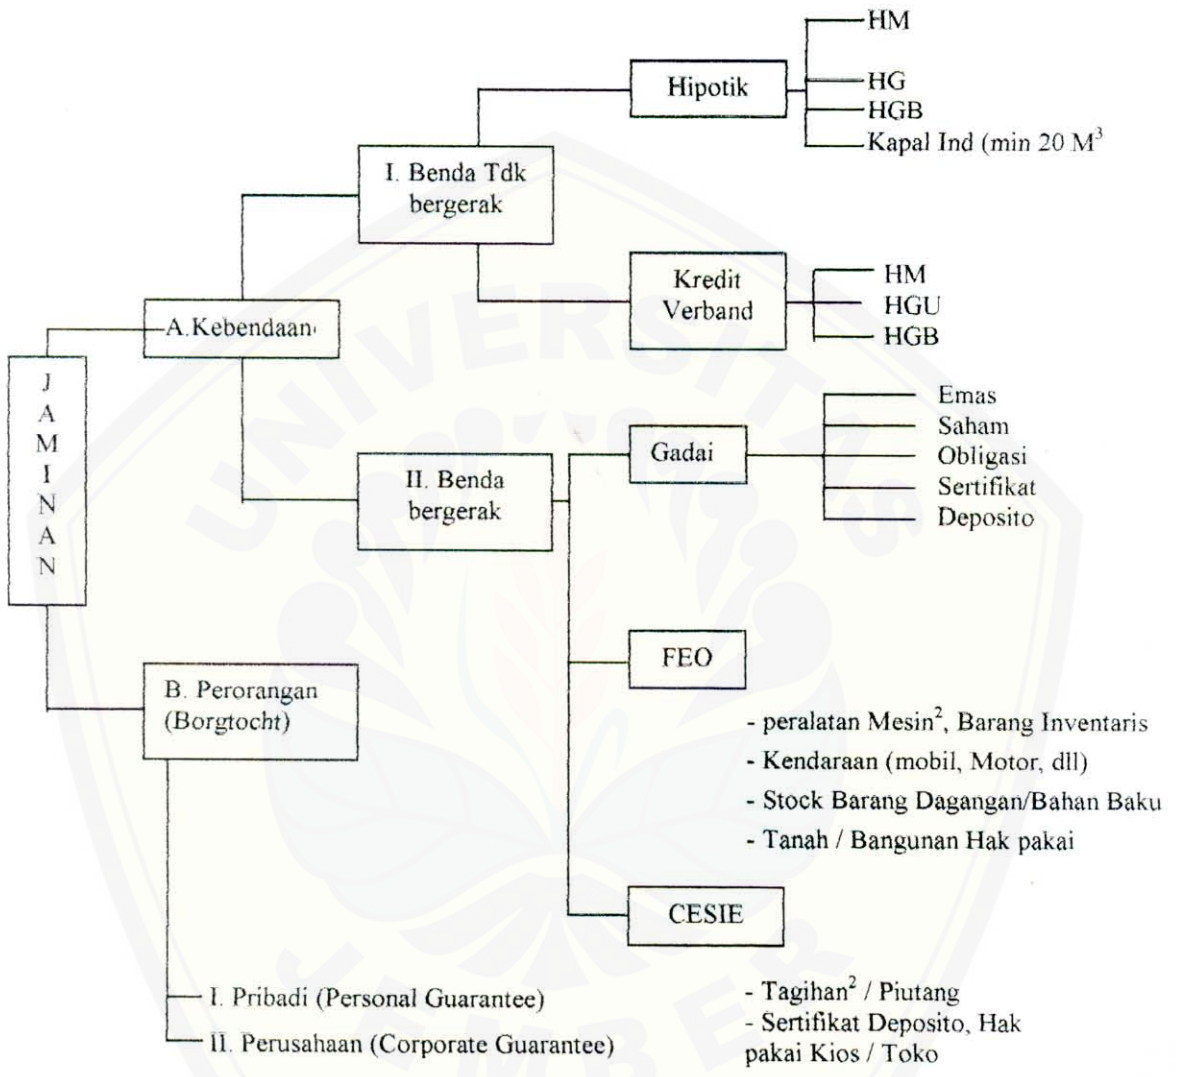 HM
Hipotik
HG
HGB
Kapal Ind (min 20 M³
I. Benda Tdk
bergerak
Kredit
Verband
HM
HGU
HGB
A.Kebendaan
JAMINAN
Emas
Saham
Gadai
Obligasi
Sertifikat
Deposito
II. Benda
bergerak
FEO
B. Perorangan
(Borgtocht)
- peralatan Mesin², Barang Inventaris
- Kendaraan (mobil, Motor, dll)
- Stock Barang Dagangan/Bahan Baku
- Tanah / Bangunan Hak pakai
CESIE
I. Pribadi (Personal Guarantee)
II. Perusahaan (Corporate Guarantee)
- Tagihan² / Piutang
- Sertifikat Deposito, Hak
pakai Kios / Toko
UNIVERSITAS
JEMBER